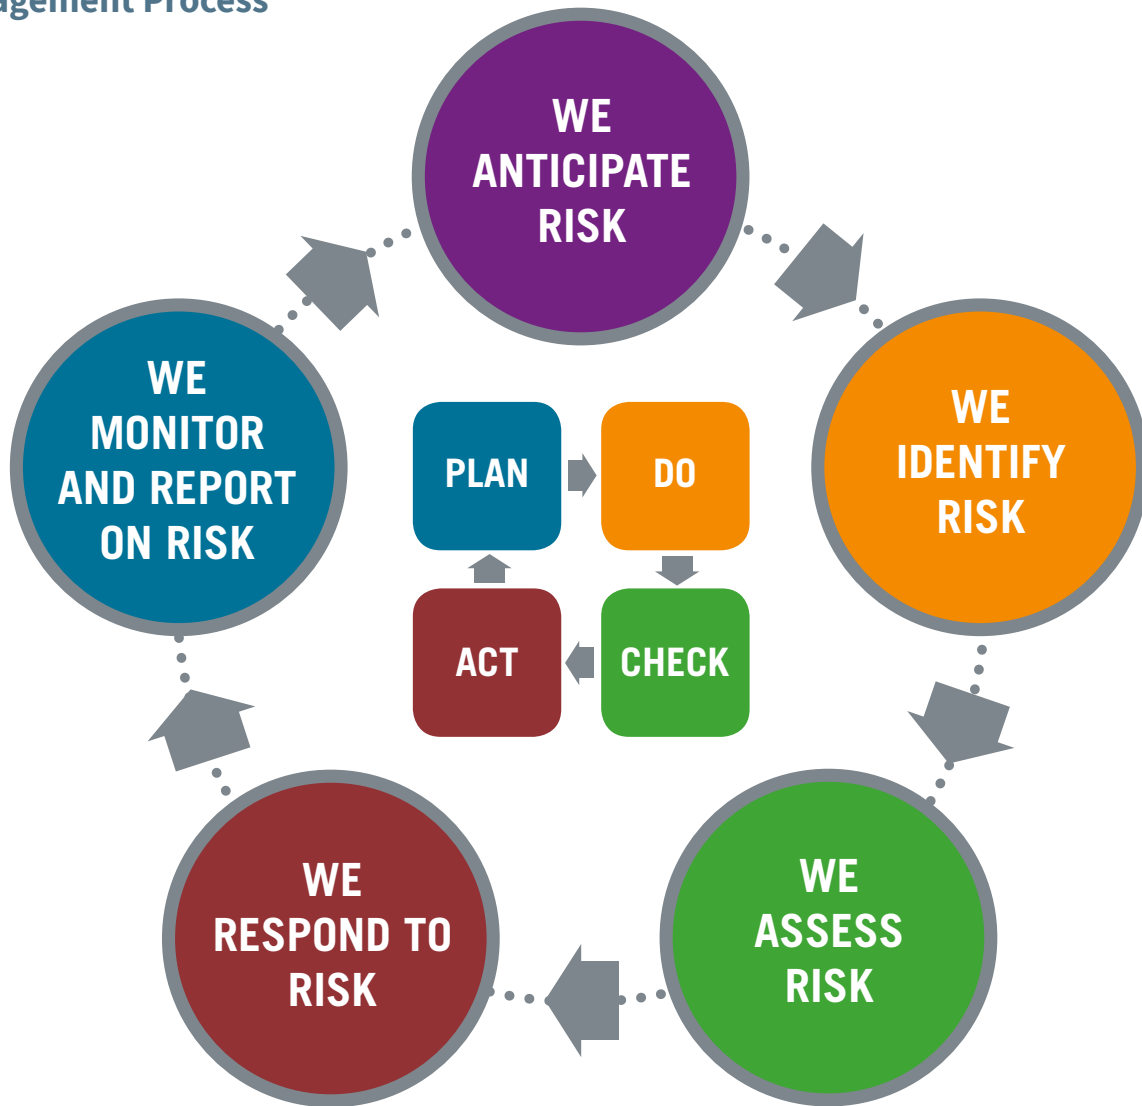 Process
WE
ANTICIPATE
RISK
WE
IDENTIFY
RISK
WE
ASSESS
RISK
WE
RESPOND TO
RISK
WE
MONITOR
AND REPORT
ON RISK
PLAN
DO
CHECK
ACT